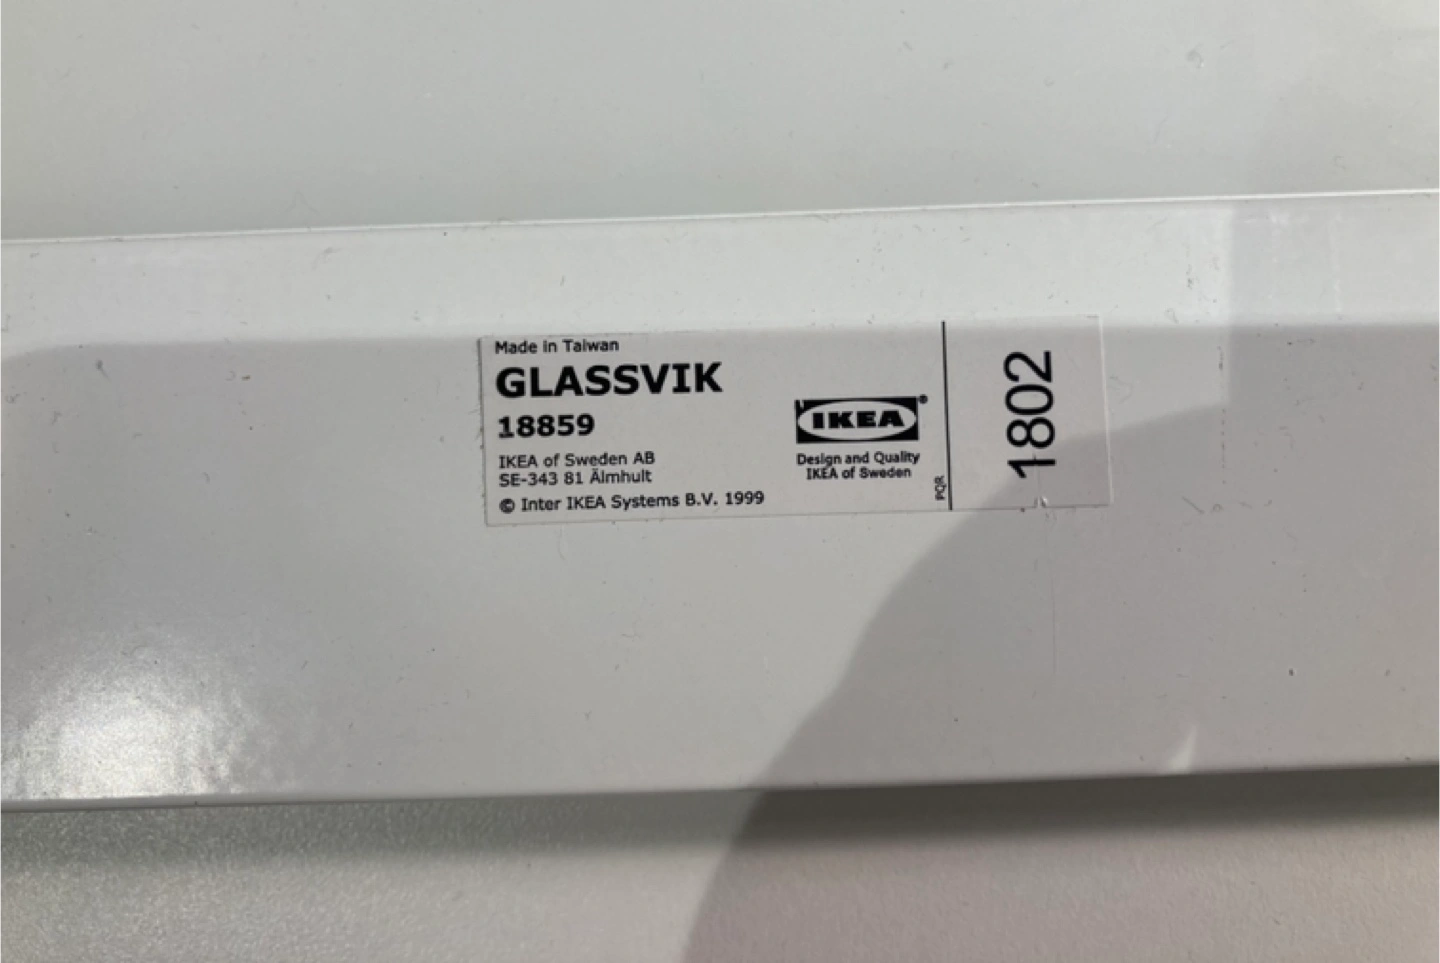 Made in Taiwan
GLASSVIK
18859
IKEA of Sweden AB
SE-343 81 Älmhult
© Inter IKEA Systems B.V. 1999
IKEA®
Design and Quality
IKEA of Sweden
PQR
1802